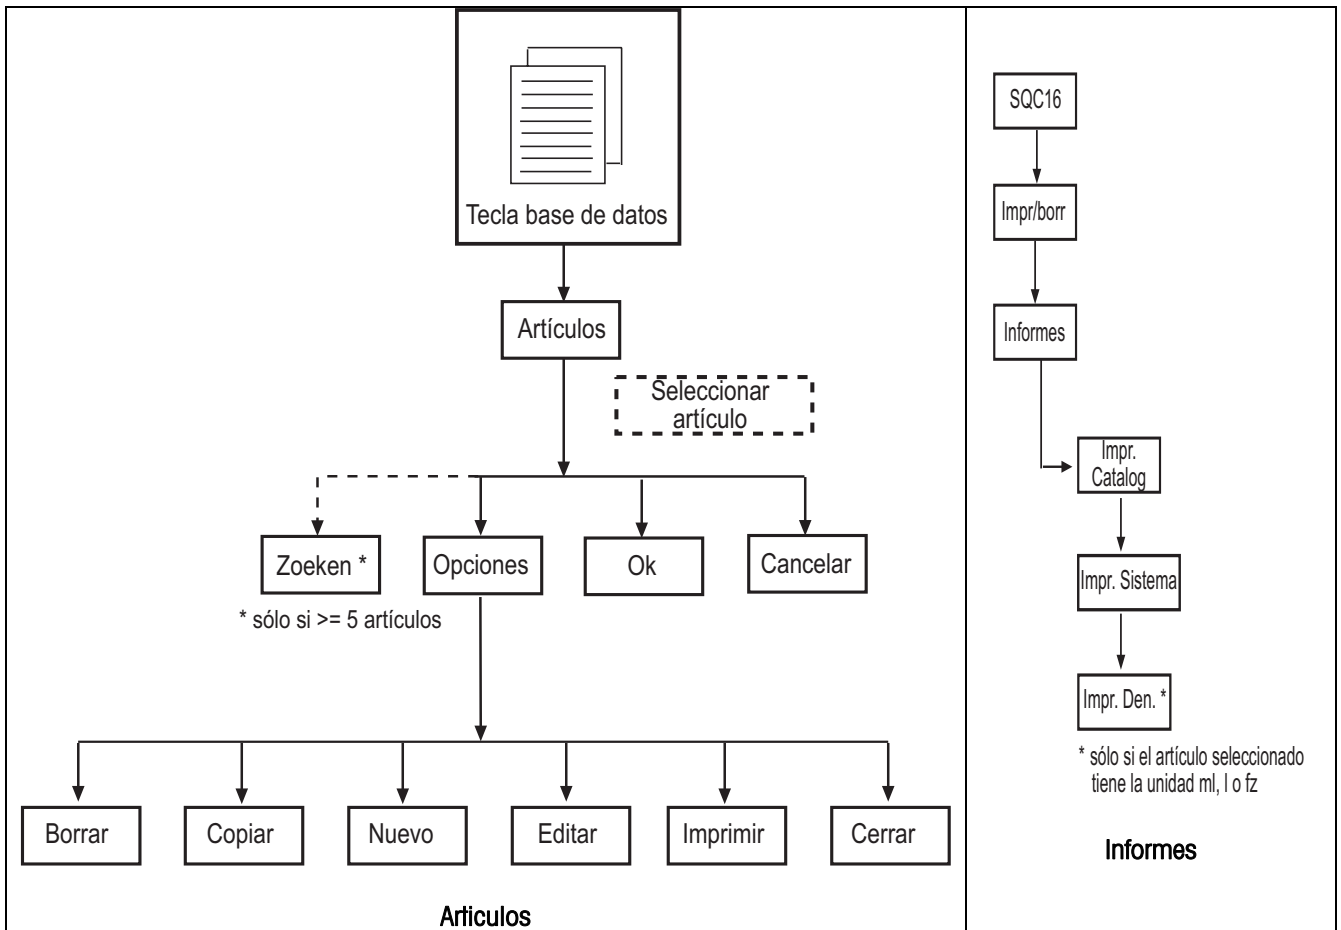 Tecla base de datos
Artículos
Seleccionar
artículo
Zoeken *
Opciones
Ok
Cancelar
* sólo si >= 5 artículos
Borrar
Copiar
Nuevo
Editar
Imprimir
Cerrar
Articulos
SQC16
Impr/borr
Informes
Impr.
Catalog
Impr. Sistema
Impr. Den. *
* sólo si el artículo seleccionado
tiene la unidad ml, l o fz
Informes